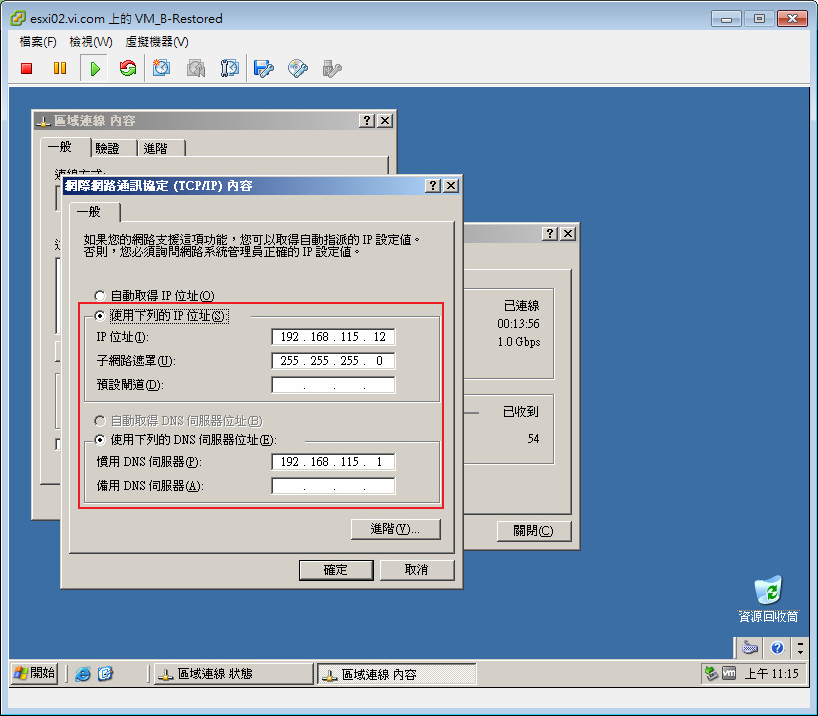 esxi02.vi.com 上的 VM_B-Restored
檔案(F) 檢視(W) 虛擬機器(V)
區域連線 內容
一般 驗證 進階
連線方式:
網際網路通訊協定 (TCP/IP) 內容
一般
如果您的網路支援這項功能，您可以取得自動指派的 IP 設定值。
否則，您必須詢問網路系統管理員正確的 IP 設定值。
自動取得 IP 位址(O)
使用下列的 IP 位址(S):
IP 位址(I): 192 . 168 . 115 . 12
子網路遮罩(U): 255 . 255 . 255 . 0
預設閘道(D): . . .
自動取得 DNS 伺服器位址(B)
使用下列的 DNS 伺服器位址(E):
慣用 DNS 伺服器(P): 192 . 168 . 115 . 1
備用 DNS 伺服器(A): . . .
進階(V)...
確定 取消
已連線
00:13:56
1.0 Gbps
已收到
54
關閉(C)
資源回收筒
開始 區域連線 狀態 區域連線 內容 上午 11:15